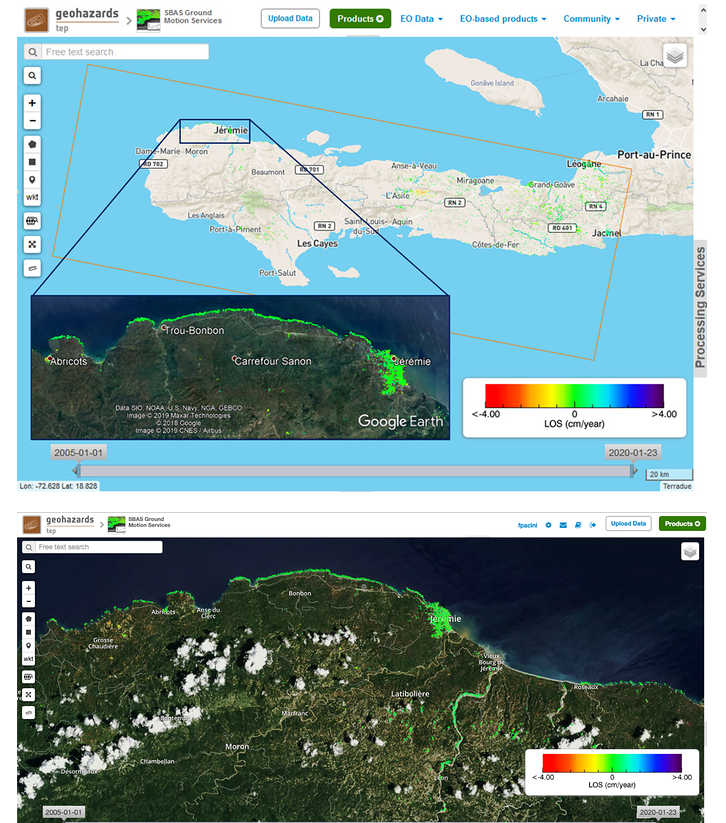 geohazards
tep
SBAS Ground
Motion Services
Upload Data
Products
EO Data
EO-based products
Community
Private
Free text search
La Cha
Gonâve Island
Arcahaie
RN 1
Jérémie
Dame-Marie
Moron
RD 702
Beaumont
RD 701
Anse-à-Veau
Miragoane
Léogâne
Port-au-Prince
Grand-Goâve
L'Asile
RN 2
RN 4
Les Anglais
Port-à-Piment
RN 2
Saint-Louis-
du-Sud
Aquin
RD 401
Jacmel
Les Cayes
Côtes-de-Fer
Port-Salut
wkt
Processing Services
Trou-Bonbon
Abricots
Carrefour Sanon
Jérémie
Data SIO, NOAA, U.S. Navy, NGA, GEBCO
Image © 2019 Maxar Technologies
© 2018 Google
Image © 2019 CNES / Airbus
Google Earth
<-4.00
0
>4.00
LOS (cm/year)
2005-01-01
2020-01-23
20 km
Lon: -72.628 Lat: 18.828
Terradue
geohazards
tep
SBAS Ground
Motion Services
fpacini
Upload Data
Products
Free text search
wkt
Bonbon
Abricots
Anse du
Clerc
Jérémie
Grosse
Chaudière
Vieux
Bourg de
Jérémie
Roseaux
Latibolière
Marfranc
Moron
Chambellan
Désormeaux
Léon
<-4.00
0
>4.00
LOS (cm/year)
2005-01-01
2020-01-23